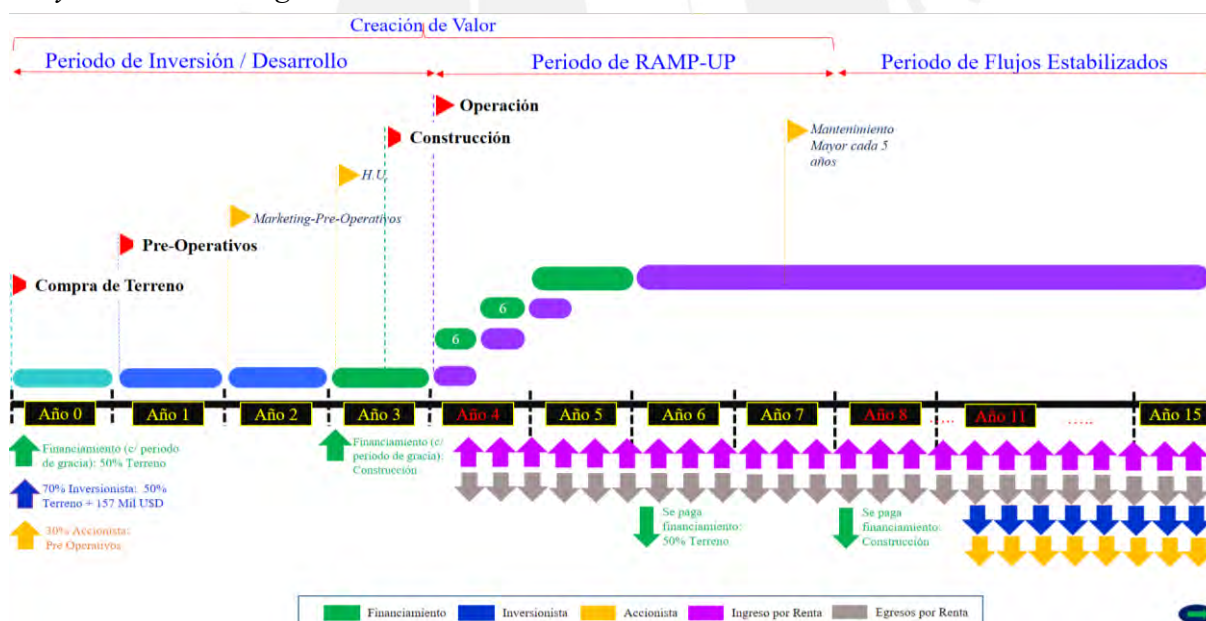 Creación de Valor
Periodo de Inversión / Desarrollo
Periodo de RAMP-UP
Periodo de Flujos Estabilizados
Operación
Construcción
Mantenimiento
Mayor cada 5
años
H.U.
Marketing-Pre-Operativos
Pre-Operativos
Compra de Terreno
6
6
Año 0
Año 1
Año 2
Año 3
Año 4
Año 5
Año 6
Año 7
Año 8
.....
Año 11
.....
Año 15
Financiamiento (c/ periodo
de gracia): 50% Terreno
Financiamiento (c/
periodo de gracia):
Construcción
70% Inversionista: 50%
Terreno + 157 Mil USD
30% Accionista:
Pre Operativos
Se paga
financiamiento:
50% Terreno
Se paga
financiamiento:
Construcción
Financiamiento
Inversionista
Accionista
Ingreso por Renta
Egresos por Renta